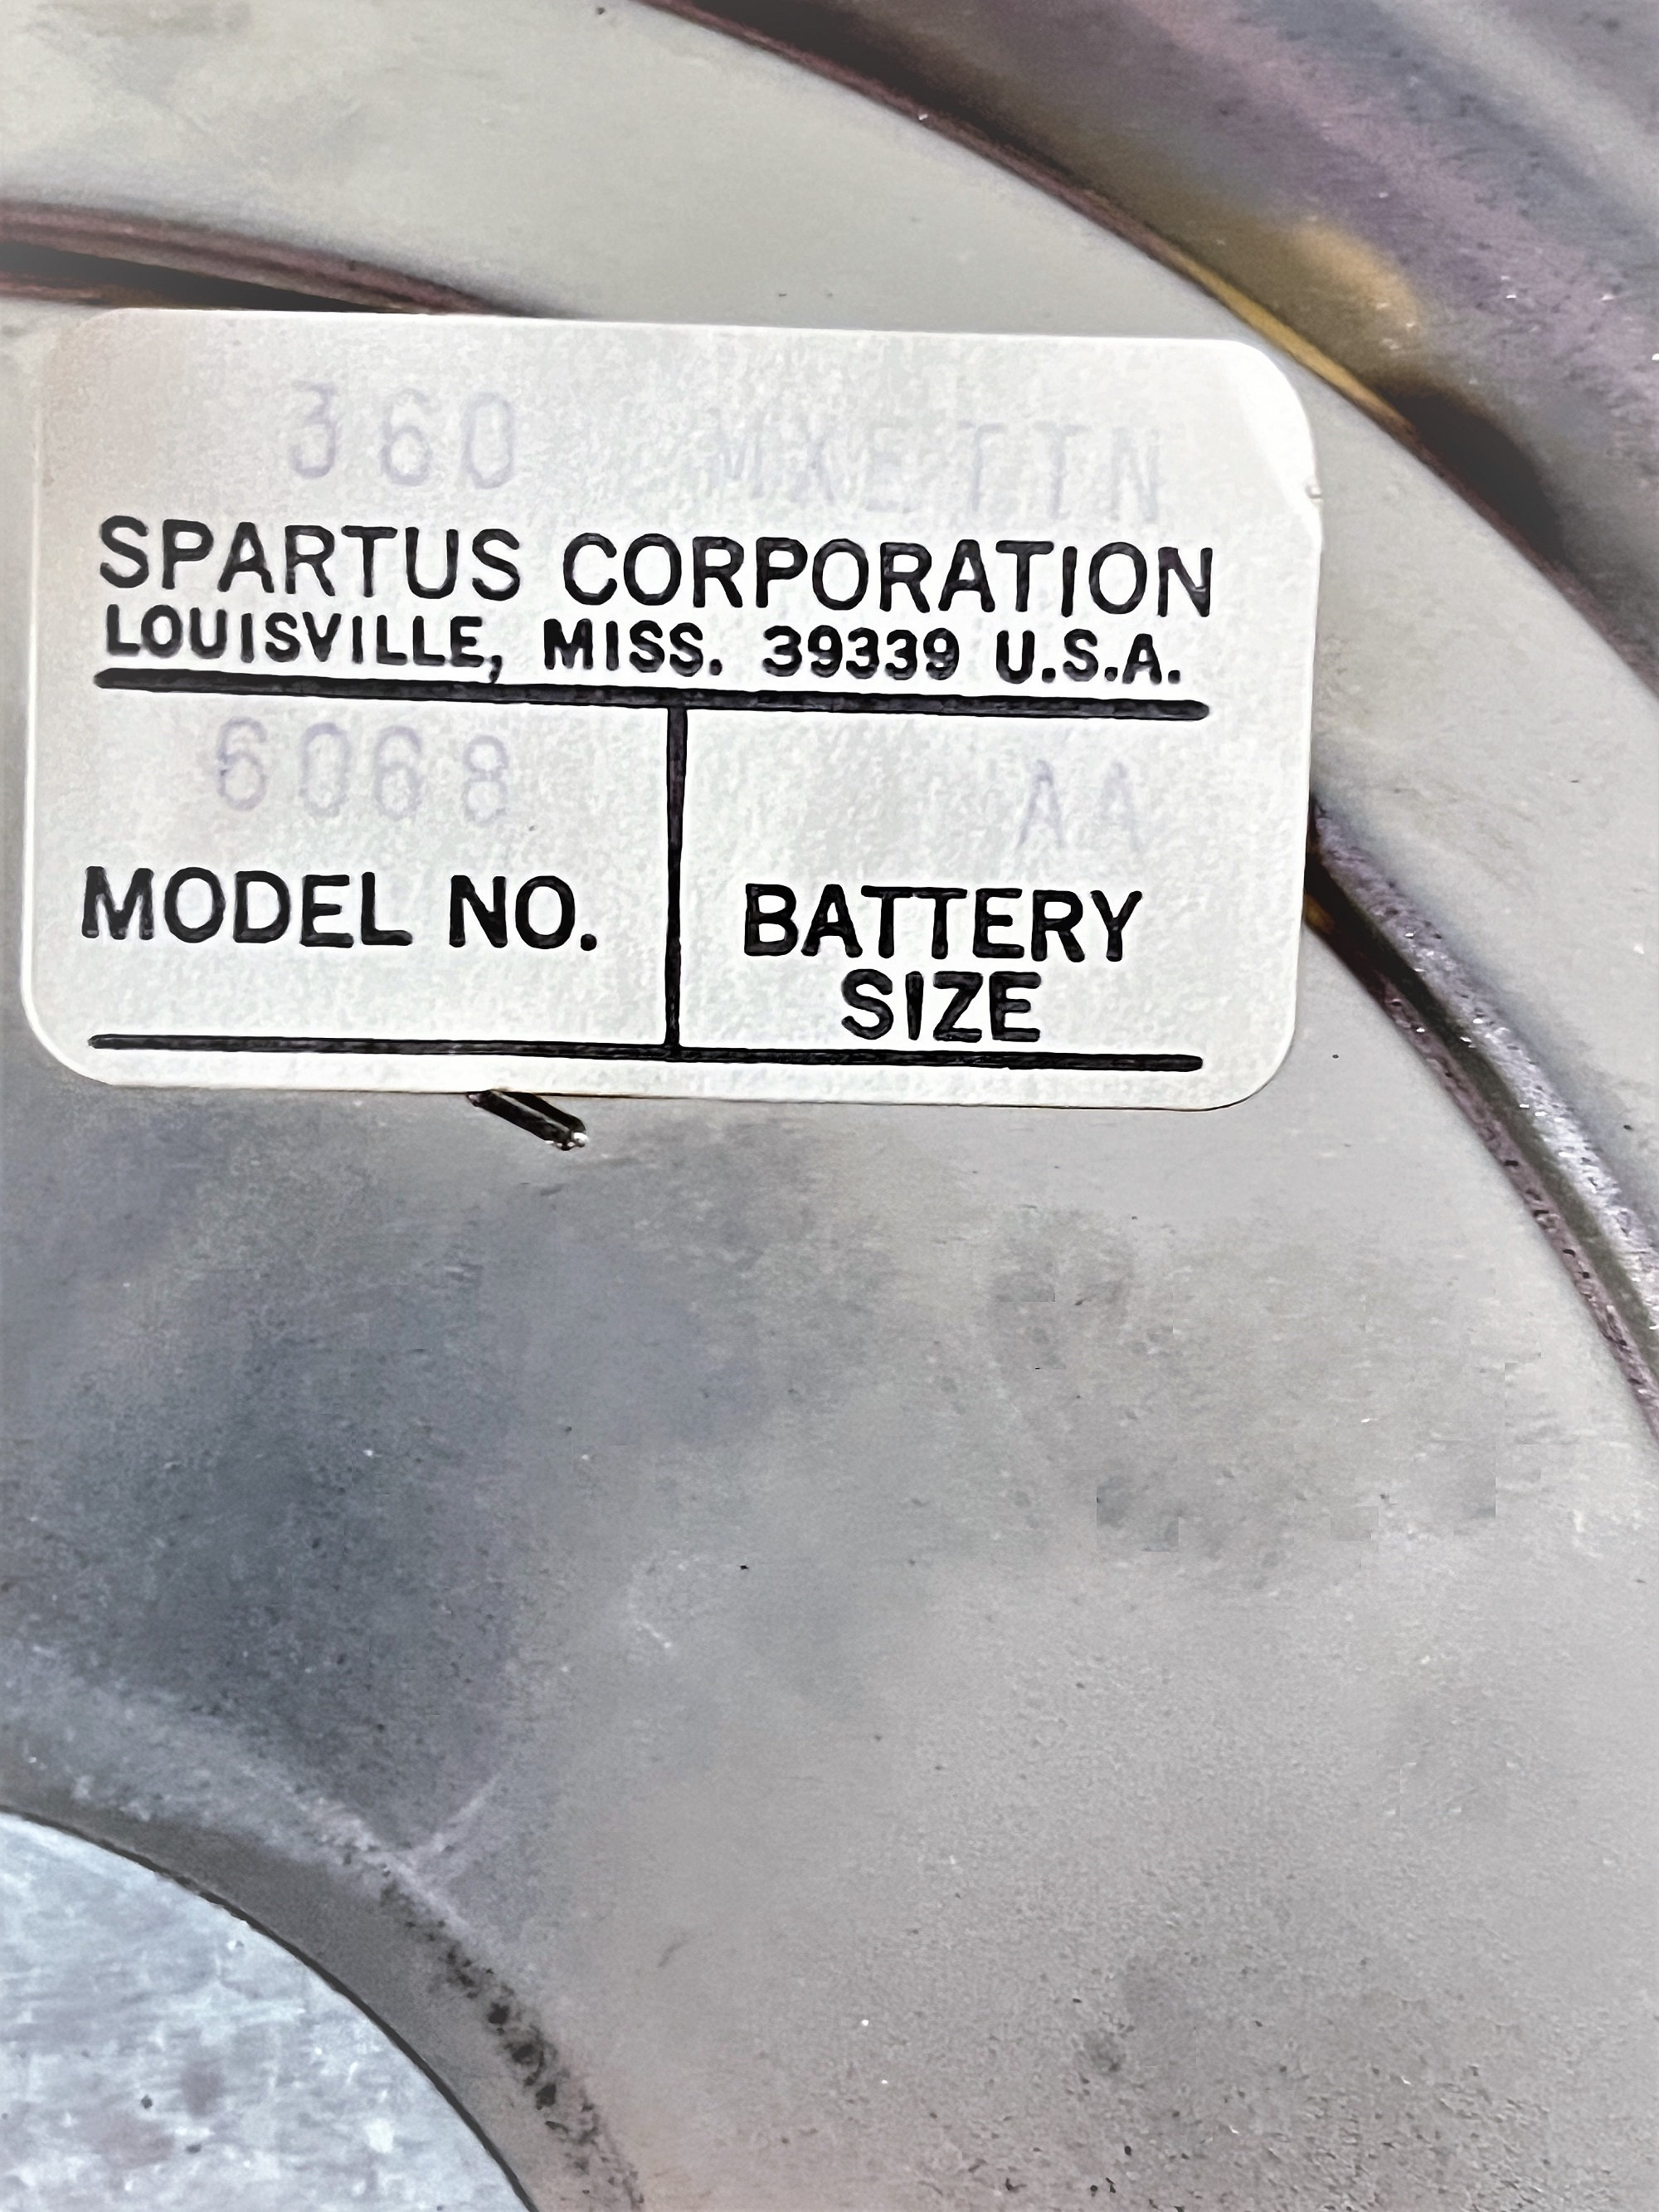 360 MXETTN
SPARTUS CORPORATION
LOUISVILLE, MISS. 39339 U.S.A.
6068 AA
MODEL NO. BATTERY
SIZE